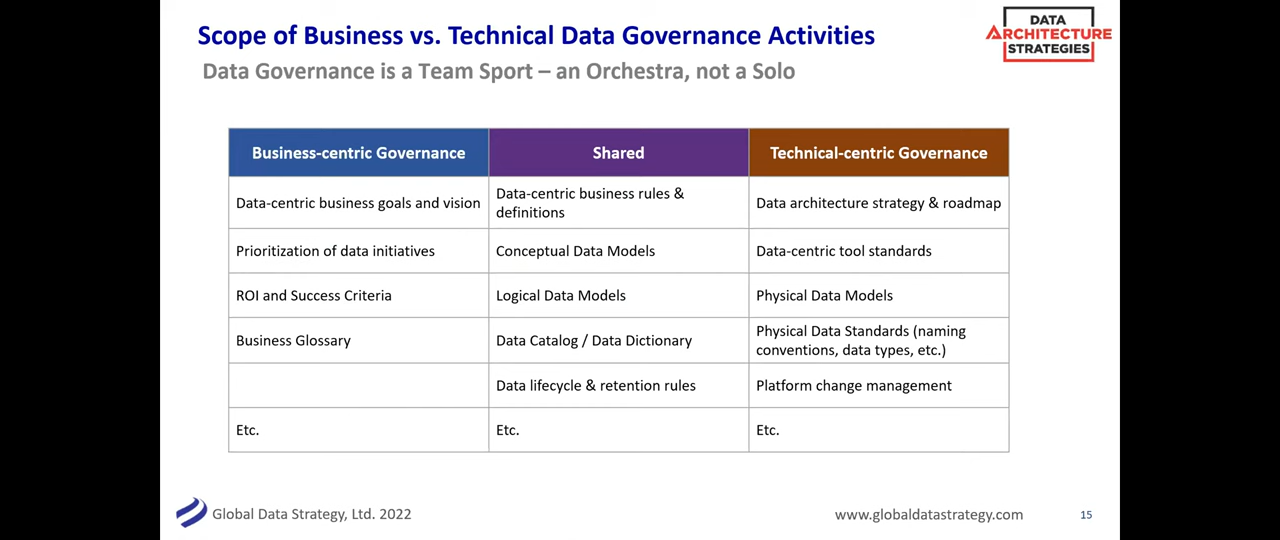 Scope of Business vs. Technical Data Governance Activities
Data Governance is a Team Sport – an Orchestra, not a Solo
DATA
ARCHITECTURE
STRATEGIES
Business-centric Governance
Shared
Technical-centric Governance
Data-centric business goals and vision
Data-centric business rules &
definitions
Data architecture strategy & roadmap
Prioritization of data initiatives
Conceptual Data Models
Data-centric tool standards
ROI and Success Criteria
Logical Data Models
Physical Data Models
Business Glossary
Data Catalog / Data Dictionary
Physical Data Standards (naming
conventions, data types, etc.)
Data lifecycle & retention rules
Platform change management
Etc.
Etc.
Etc.
Global Data Strategy, Ltd. 2022
www.globaldatastrategy.com
15